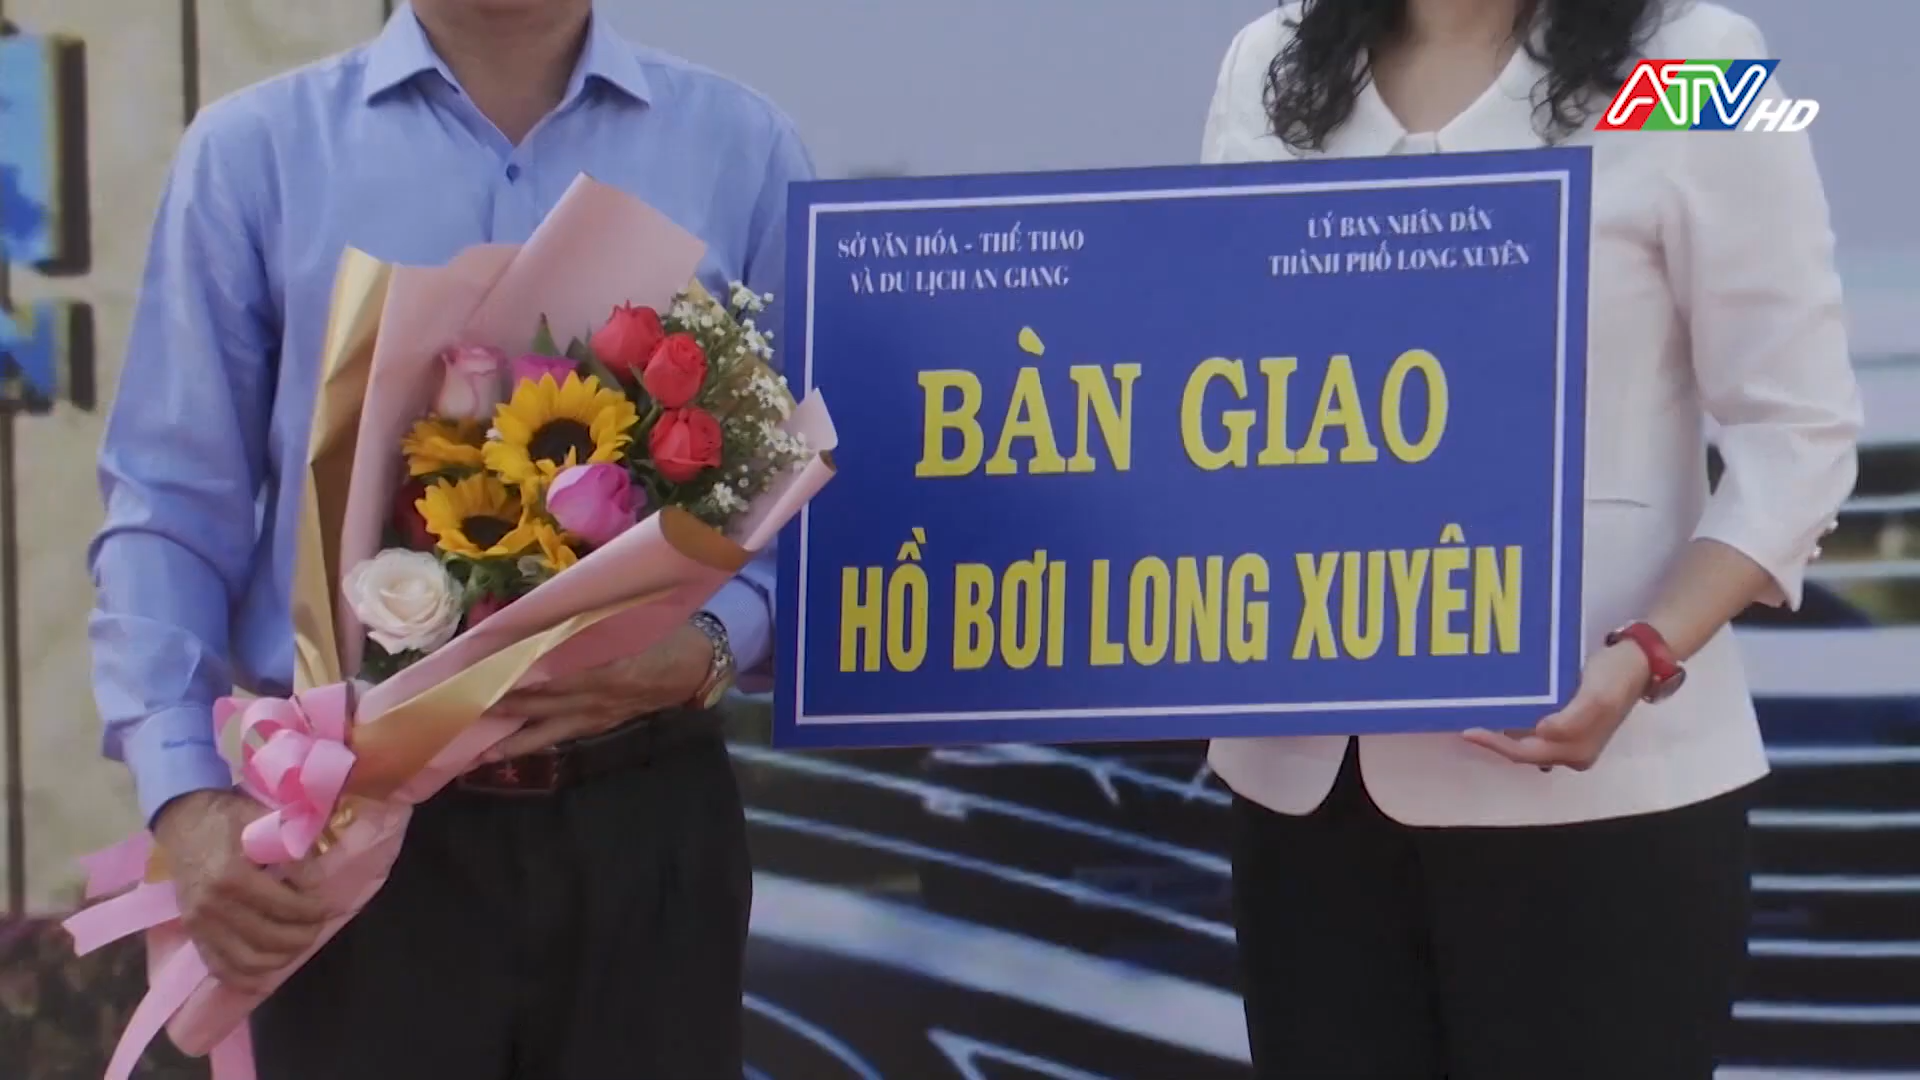 ATV HD
SỞ VĂN HÓA - THỂ THAO
VÀ DU LỊCH AN GIANG
UỶ BAN NHÂN DÂN
THÀNH PHỐ LONG XUYÊN
BÀN GIAO
HỒ BƠI LONG XUYÊN